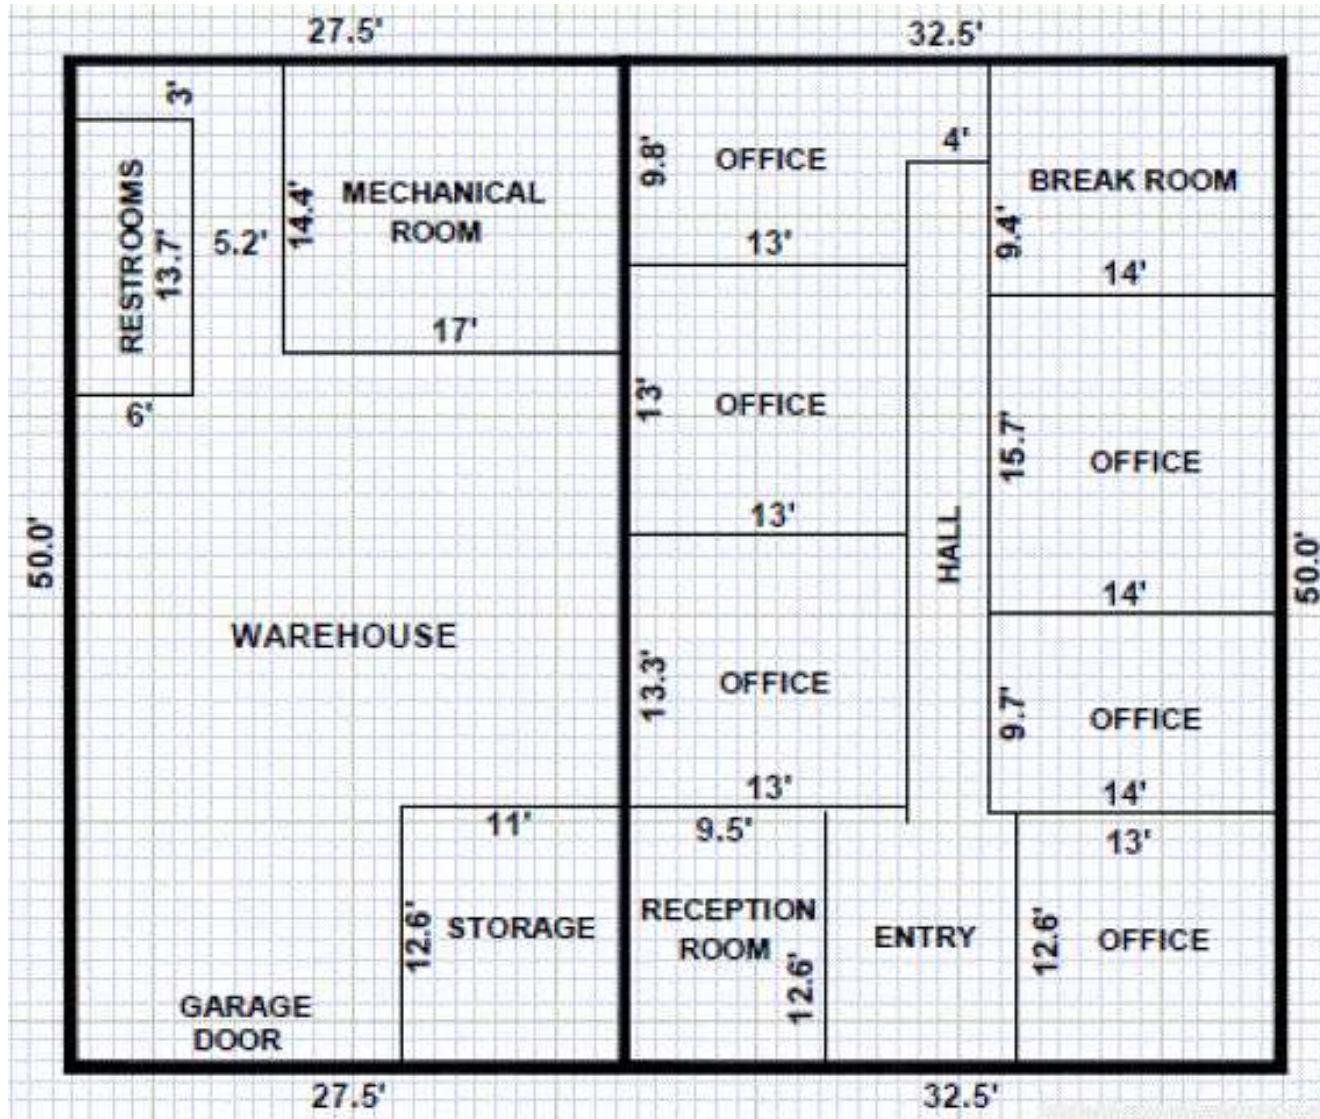 27.5'
32.5'
3'
RESTROOMS
13.7'
6'
5.2'
14.4'
MECHANICAL
ROOM
17'
9.8'
OFFICE
13'
4'
BREAK ROOM
9.4'
14'
13'
OFFICE
13'
15.7'
OFFICE
14'
HALL
50.0'
50.0'
WAREHOUSE
13.3'
OFFICE
13'
9.7'
OFFICE
14'
11'
12.6'
STORAGE
9.5'
RECEPTION
ROOM
12.6'
ENTRY
13'
12.6'
OFFICE
GARAGE
DOOR
27.5'
32.5'